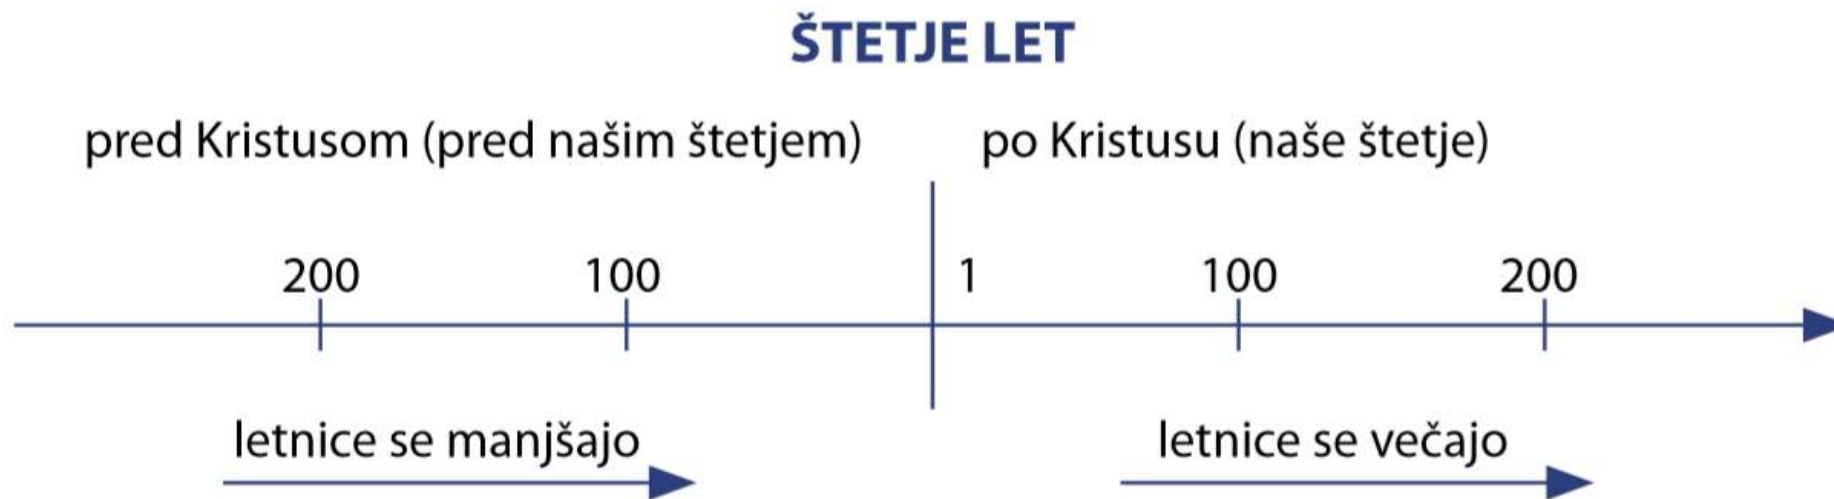 ŠTETJE LET
pred Kristusom (pred našim štetjem) po Kristusu (naše štetje)
200 100 1 100 200
letnice se manjšajo letnice se večajo